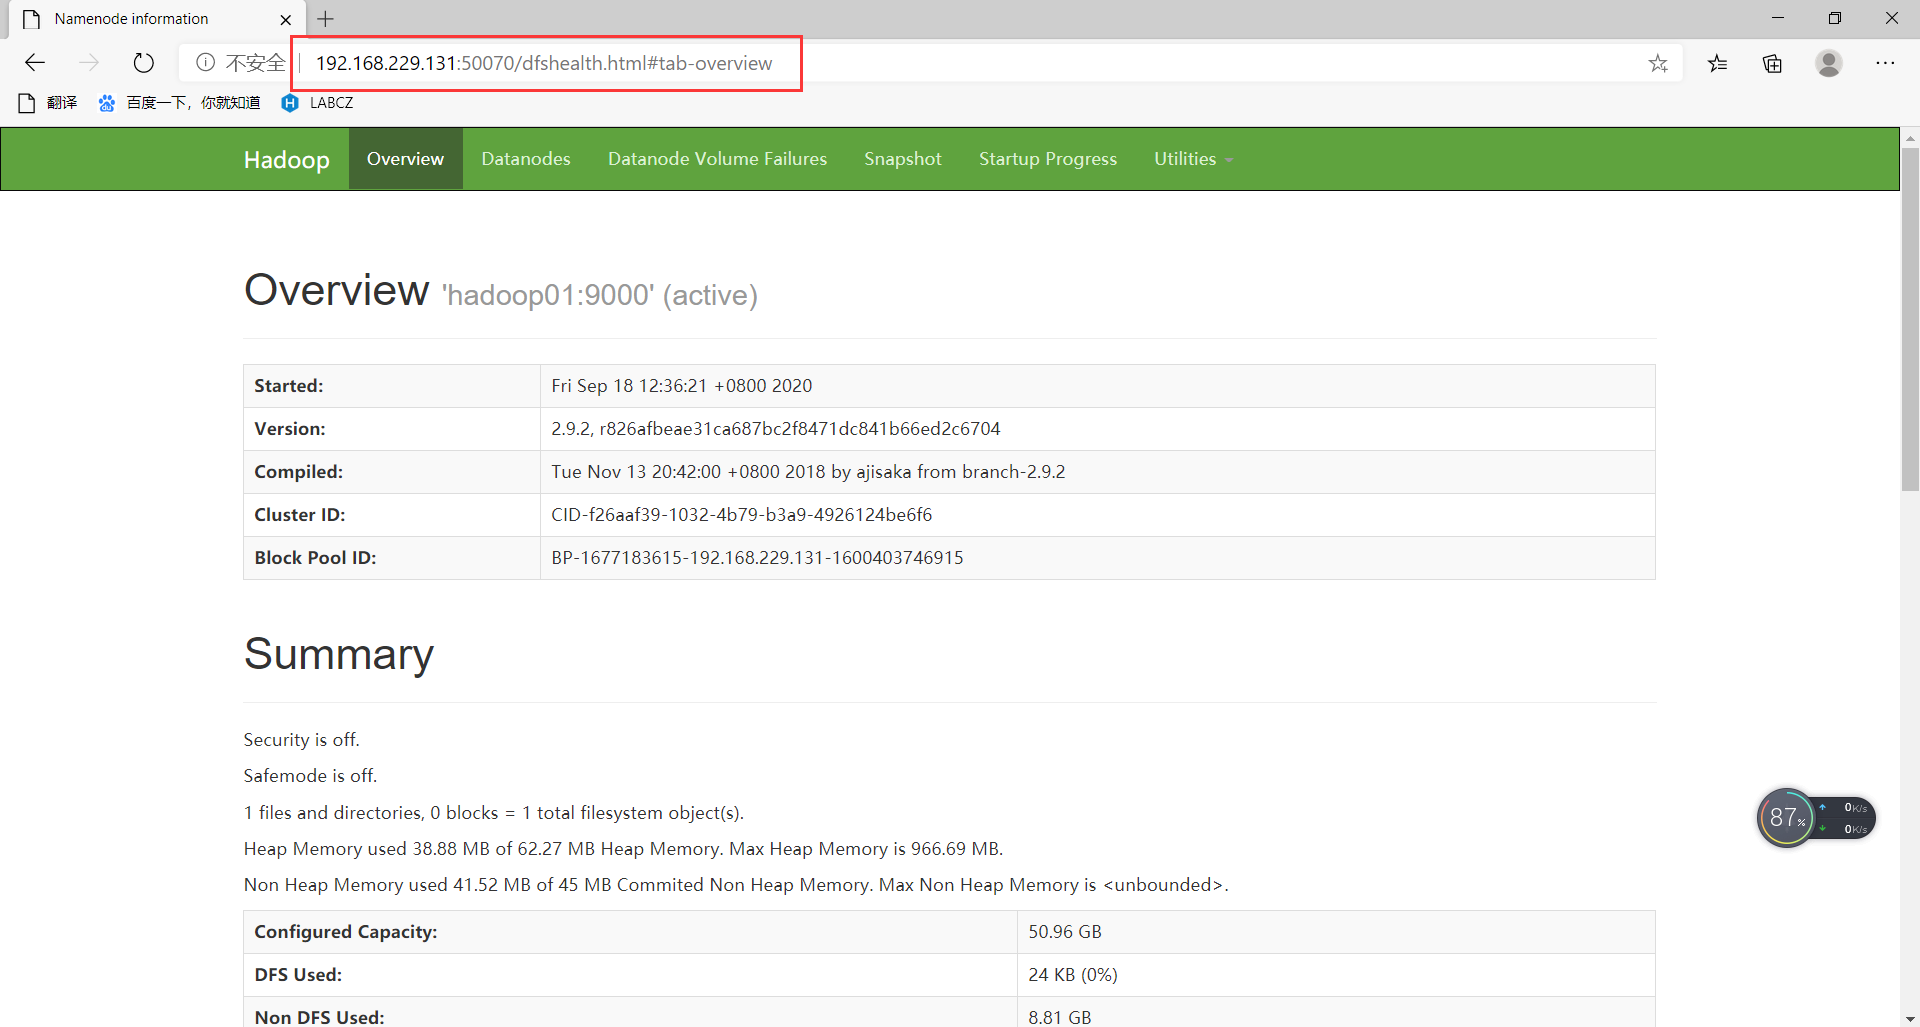 Namenode information
不安全 192.168.229.131:50070/dfshealth.html#tab-overview
翻译 百度一下，你就知道 LABCZ
Hadoop Overview Datanodes Datanode Volume Failures Snapshot Startup Progress Utilities
Overview 'hadoop01:9000' (active)
Started: Fri Sep 18 12:36:21 +0800 2020
Version: 2.9.2, r826afbeae31ca687bc2f8471dc841b66ed2c6704
Compiled: Tue Nov 13 20:42:00 +0800 2018 by ajisaka from branch-2.9.2
Cluster ID: CID-f26aaf39-1032-4b79-b3a9-4926124be6f6
Block Pool ID: BP-1677183615-192.168.229.131-1600403746915
Summary
Security is off.
Safemode is off.
1 files and directories, 0 blocks = 1 total filesystem object(s).
Heap Memory used 38.88 MB of 62.27 MB Heap Memory. Max Heap Memory is 966.69 MB.
Non Heap Memory used 41.52 MB of 45 MB Commited Non Heap Memory. Max Non Heap Memory is <unbounded>.
Configured Capacity: 50.96 GB
DFS Used: 24 KB (0%)
Non DFS Used: 8.81 GB
87%
0K/s
0K/s